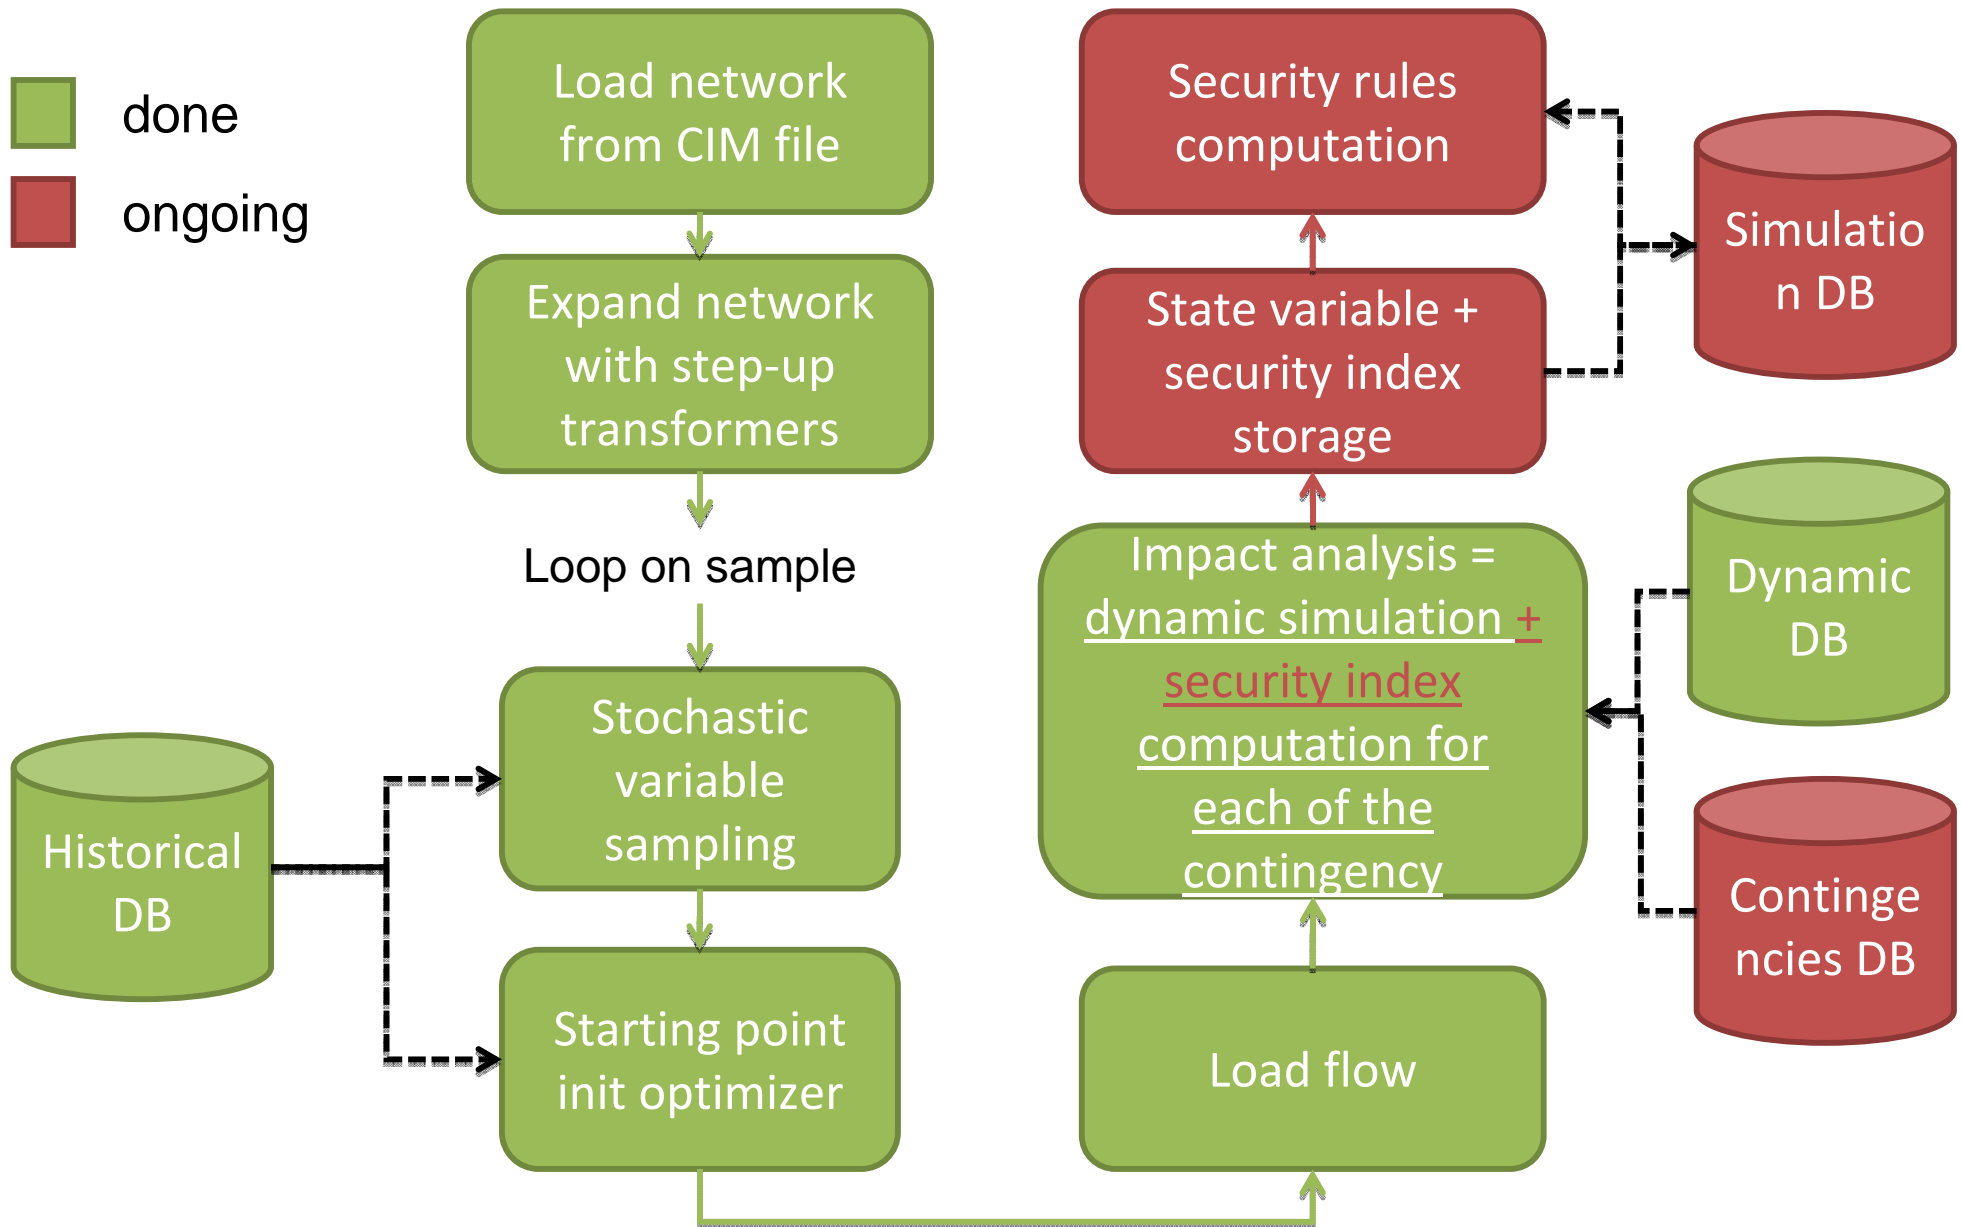 done
ongoing
Load network
from CIM file
Expand network
with step-up
transformers
Loop on sample
Stochastic
variable
sampling
Starting point
init optimizer
Historical
DB
Security rules
computation
State variable +
security index
storage
Impact analysis =
dynamic simulation +
security index
computation for
each of the
contingency
Load flow
Simulatio
n DB
Dynamic
DB
Continge
ncies DB